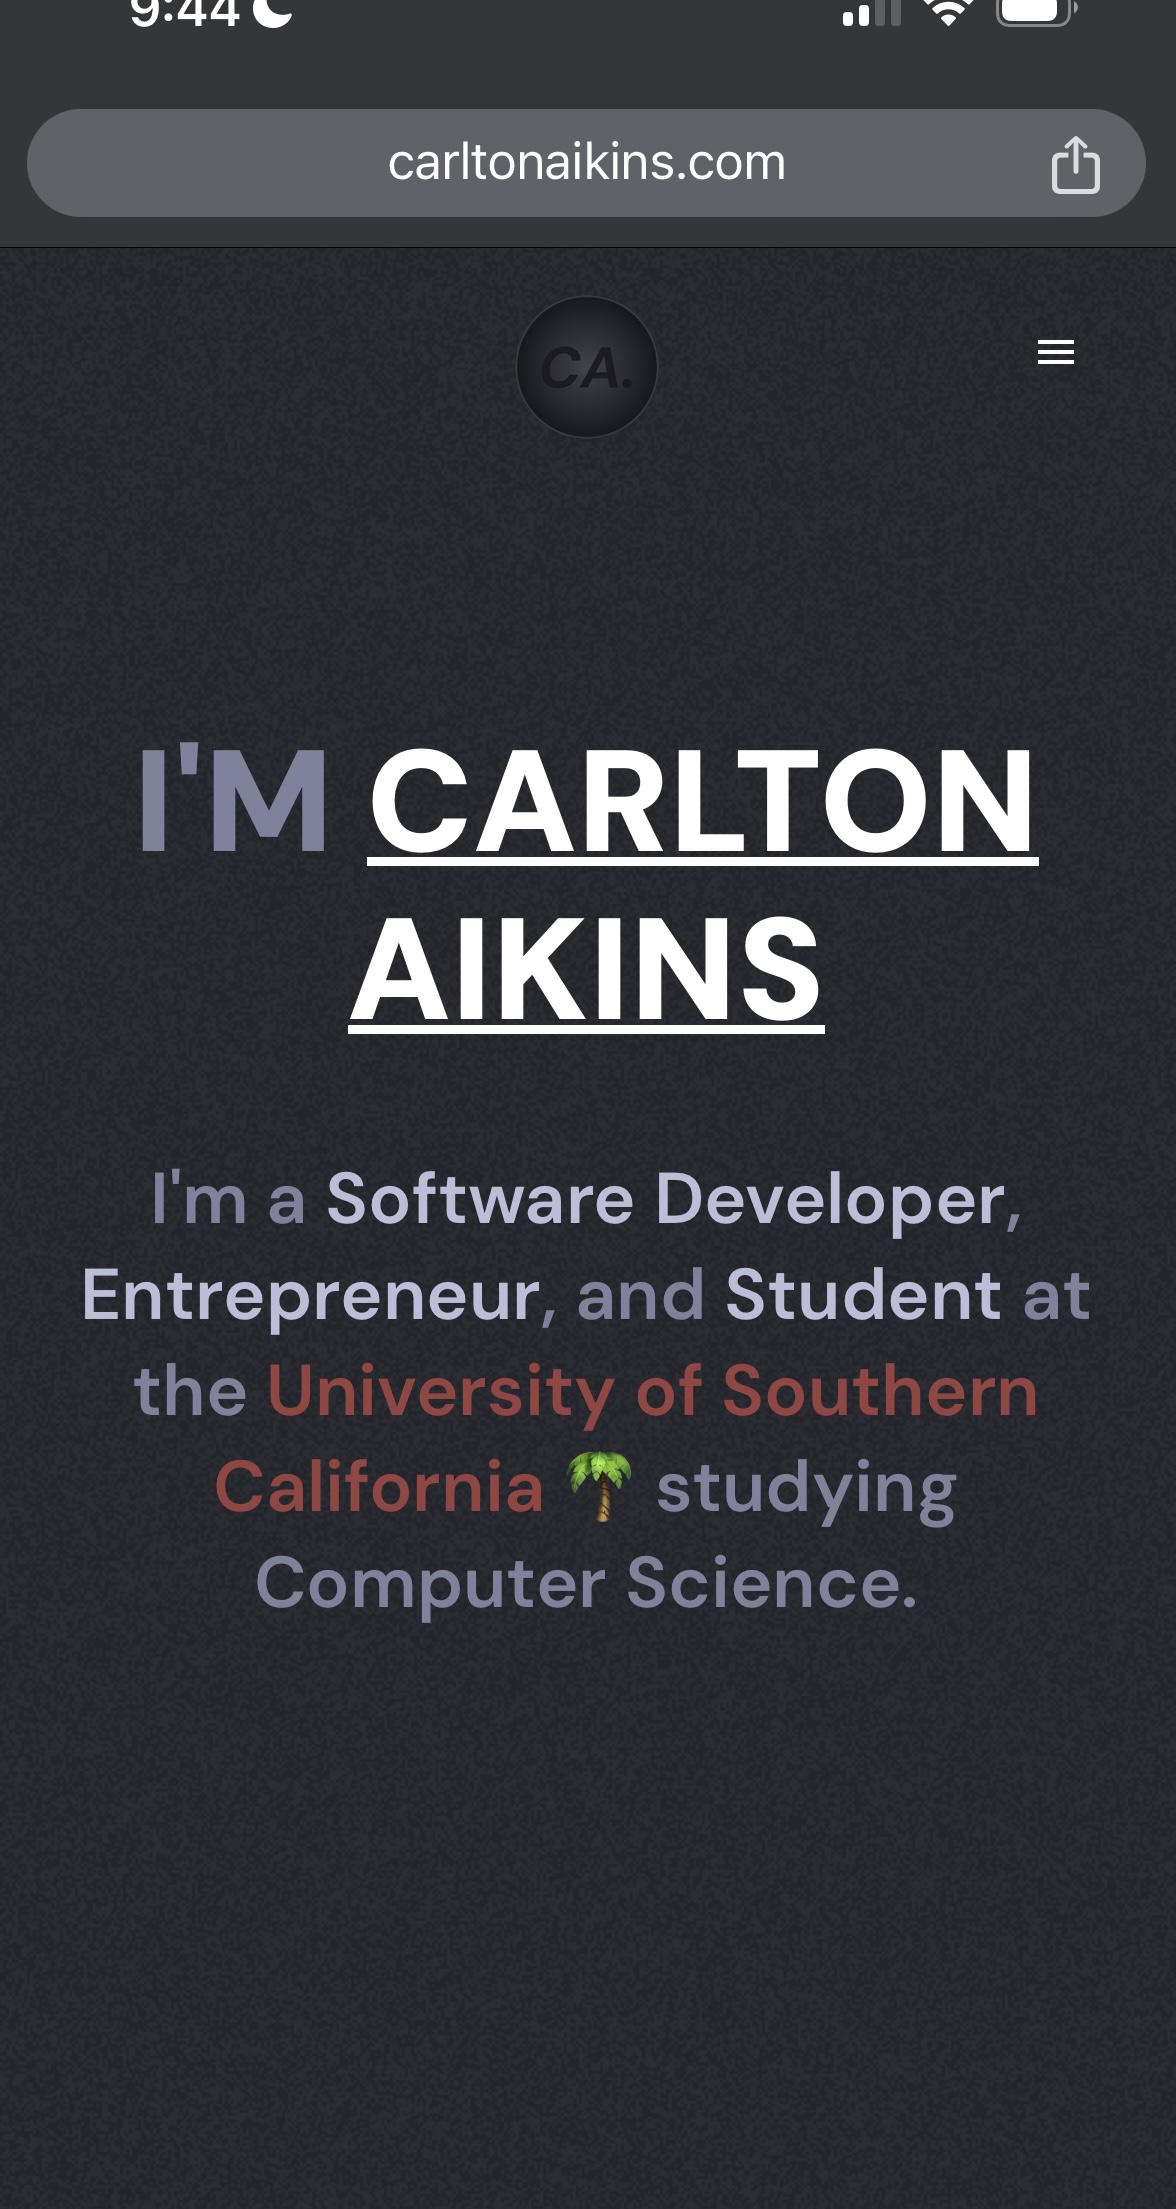 9:44
carltonaikins.com
CA.
I'M CARLTON
AIKINS
I'm a Software Developer,
Entrepreneur, and Student at
the University of Southern
California 🌴 studying
Computer Science.